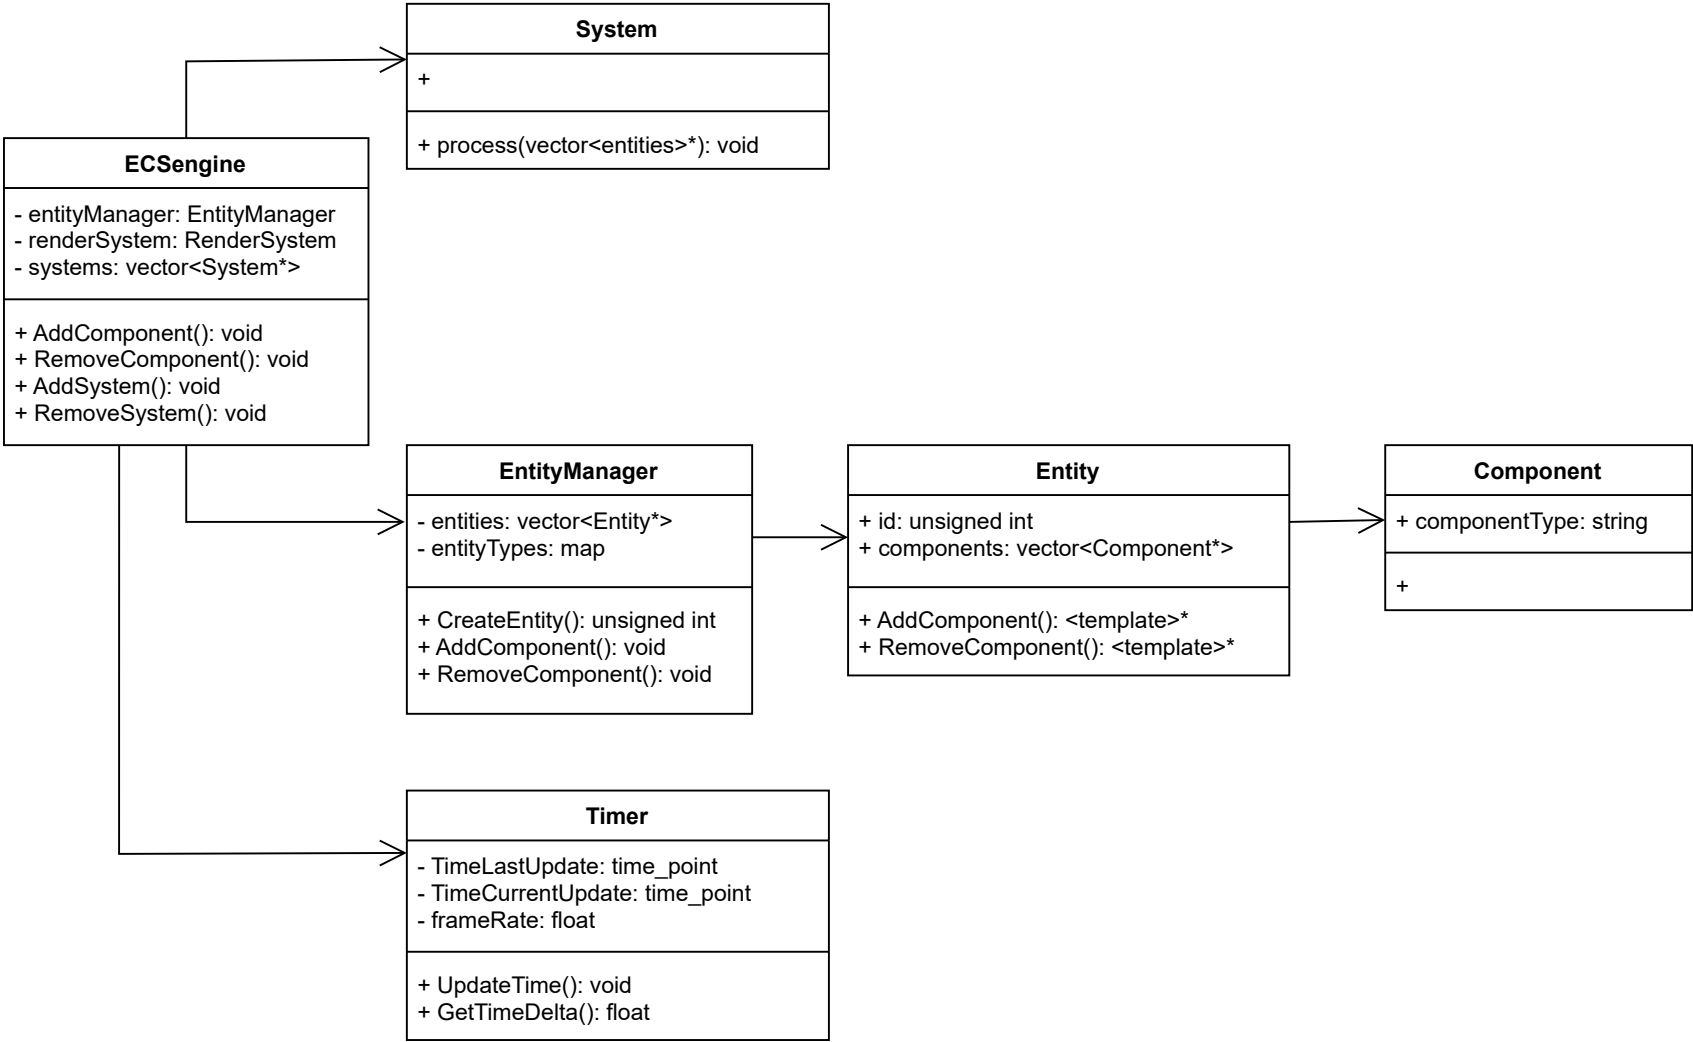 System
+
+ process(vector<entities>*): void
ECSengine
- entityManager: EntityManager
- renderSystem: RenderSystem
- systems: vector<System*>
+ AddComponent(): void
+ RemoveComponent(): void
+ AddSystem(): void
+ RemoveSystem(): void
EntityManager
- entities: vector<Entity*>
- entityTypes: map
+ CreateEntity(): unsigned int
+ AddComponent(): void
+ RemoveComponent(): void
Entity
+ id: unsigned int
+ components: vector<Component*>
+ AddComponent(): <template>*
+ RemoveComponent(): <template>*
Component
+ componentType: string
+
Timer
- TimeLastUpdate: time_point
- TimeCurrentUpdate: time_point
- frameRate: float
+ UpdateTime(): void
+ GetTimeDelta(): float